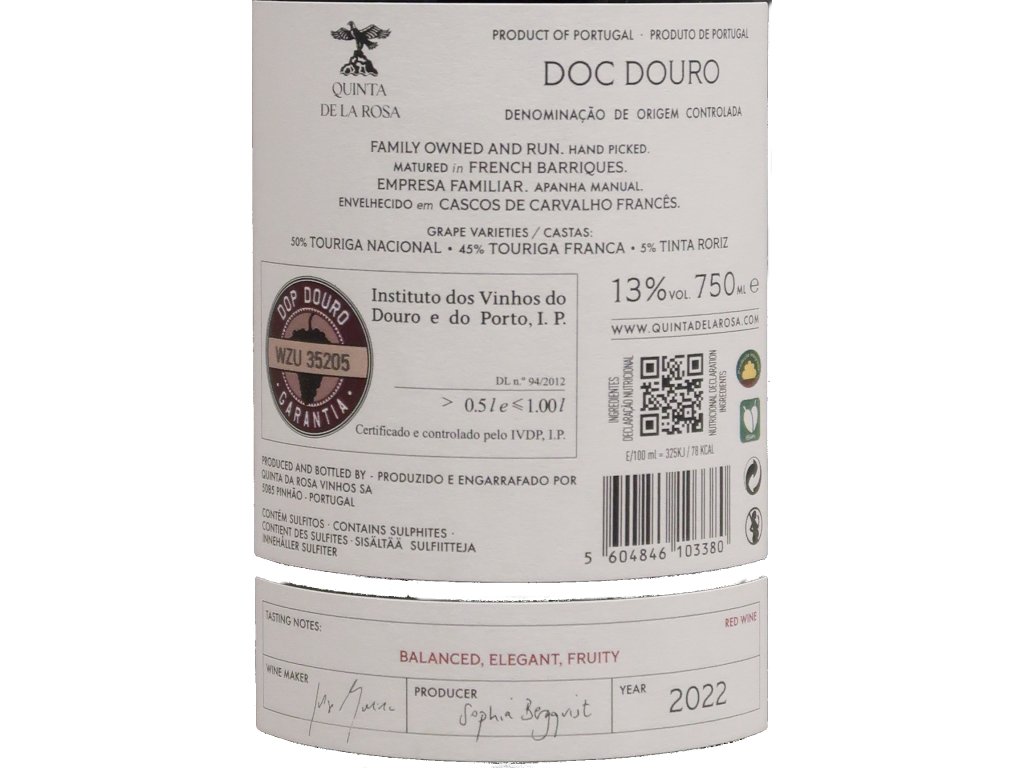 QUINTA
DE LA ROSA
PRODUCT OF PORTUGAL · PRODUTO DE PORTUGAL
DOC DOURO
DENOMINAÇÃO DE ORIGEM CONTROLADA
FAMILY OWNED AND RUN. HAND PICKED.
MATURED in FRENCH BARRIQUES.
EMPRESA FAMILIAR. APANHA MANUAL.
ENVELHECIDO em CASCOS DE CARVALHO FRANCÊS.
GRAPE VARIETIES / CASTAS:
50% TOURIGA NACIONAL • 45% TOURIGA FRANCA • 5% TINTA RORIZ
DOP DOURO
WZU 35205
GARANTIA
Instituto dos Vinhos do
Douro e do Porto, I. P.
DL n.º 94/2012
> 0.5 l e ⩽ 1.00 l
Certificado e controlado pelo IVDP, I.P.
13% VOL. 750 ML e
WWW.QUINTADELAROSA.COM
INGREDIENTES
DECLARAÇÃO NUTRICIONAL
NUTRICIONAL DECLARATION
INGREDIENTS
E/100 ml = 325KJ / 78 KCAL
PRODUCED AND BOTTLED BY - PRODUZIDO E ENGARRAFADO POR
QUINTA DA ROSA VINHOS SA
5085 PINHÃO - PORTUGAL
CONTÉM SULFITOS · CONTAINS SULPHITES ·
CONTIENT DES SULFITES · SISÄLTÄÄ SULFIITTEJA
INNEHÅLLER SULFITER
5 604846 103380
TASTING NOTES:
RED WINE
BALANCED, ELEGANT, FRUITY
WINE MAKER
PRODUCER
Sophia Bergqvist
YEAR
2022